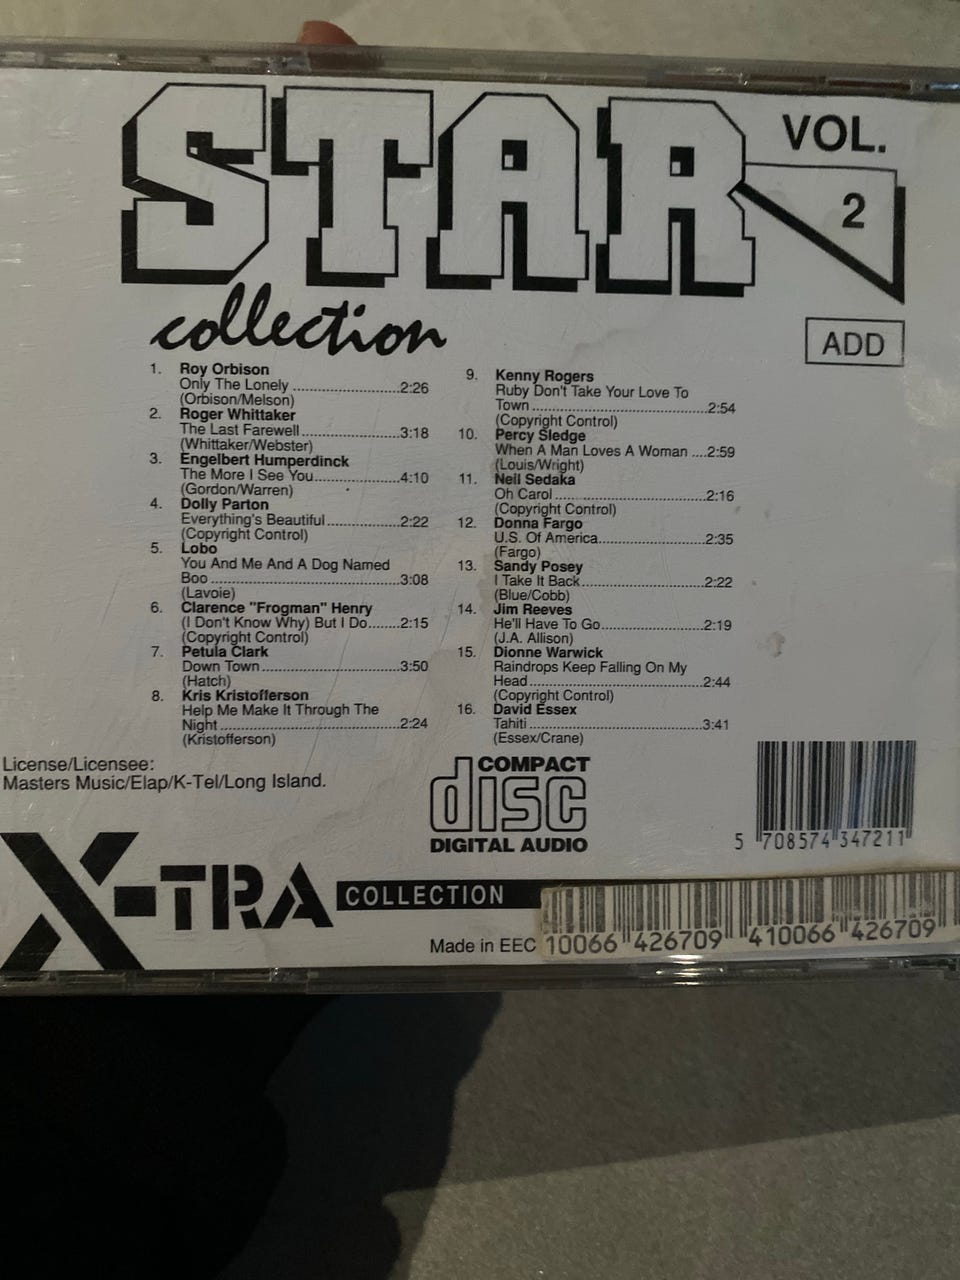 STAR
VOL.
2
collection
ADD
1. Roy Orbison
Only The Lonely ..........................2:26
(Orbison/Melson)
2. Roger Whittaker
The Last Farewell........................3:18
(Whittaker/Webster)
3. Engelbert Humperdinck
The More I See You.....................4:10
(Gordon/Warren)
4. Dolly Parton
Everything's Beautiful..................2:22
(Copyright Control)
5. Lobo
You And Me And A Dog Named
Boo ..............................................3:08
(Lavoie)
6. Clarence "Frogman" Henry
(I Don't Know Why) But I Do........2:15
(Copyright Control)
7. Petula Clark
Down Town..................................3:50
(Hatch)
8. Kris Kristofferson
Help Me Make It Through The
Night............................................2:24
(Kristofferson)
9. Kenny Rogers
Ruby Don't Take Your Love To
Town...........................................2:54
(Copyright Control)
10. Percy Sledge
When A Man Loves A Woman ....2:59
(Louis/Wright)
11. Neil Sedaka
Oh Carol .....................................2:16
(Copyright Control)
12. Donna Fargo
U.S. Of America..........................2:35
(Fargo)
13. Sandy Posey
I Take It Back..............................2:22
(Blue/Cobb)
14. Jim Reeves
He'll Have To Go.........................2:19
(J.A. Allison)
15. Dionne Warwick
Raindrops Keep Falling On My
Head...........................................2:44
(Copyright Control)
16. David Essex
Tahiti ..........................................3:41
(Essex/Crane)
License/Licensee:
Masters Music/Elap/K-Tel/Long Island.
COMPACT
disc
DIGITAL AUDIO
5 708574 347211
X-TRA COLLECTION
Made in EEC
10066 426709 410066 426709